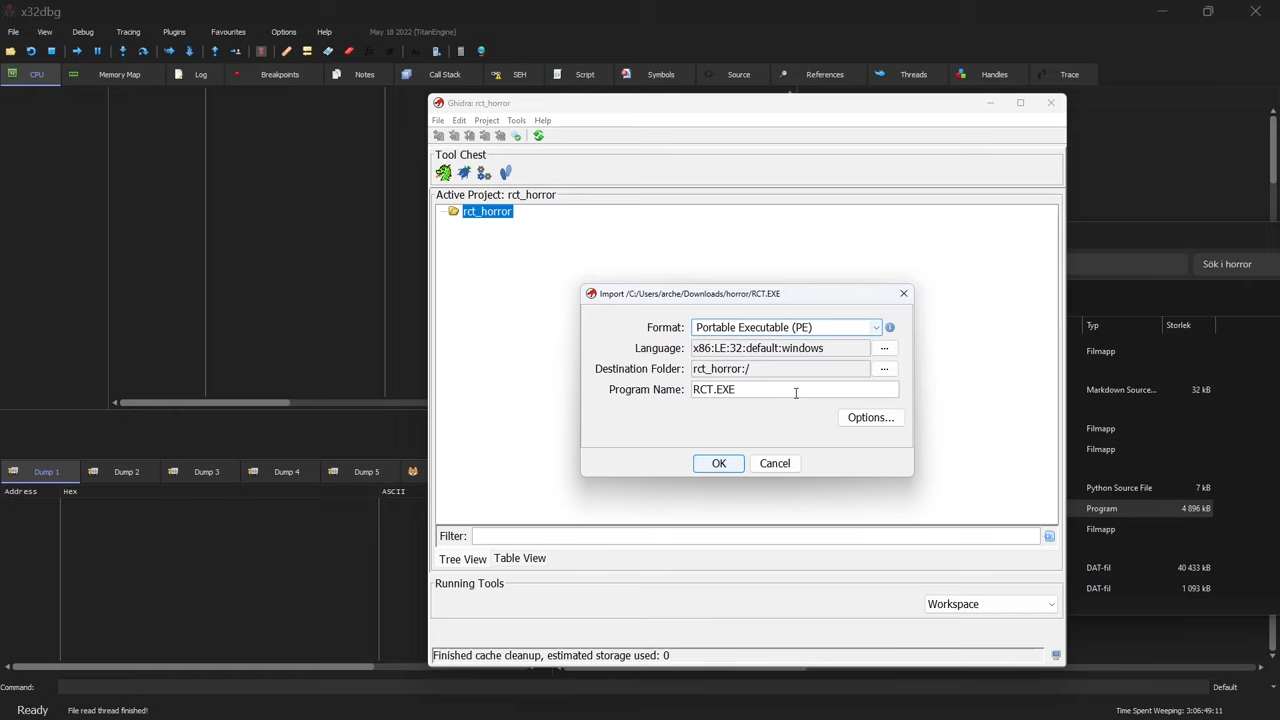 x32dbg
File View Debug Tracing Plugins Favourites Options Help May 18 2022 (TitanEngine)
CPU Memory Map Log Breakpoints Notes Call Stack SEH Script Symbols Source References Threads Handles Trace
Ghidra: rct_horror
File Edit Project Tools Help
Tool Chest
Active Project: rct_horror
rct_horror
Sök i horror
Import /C:/Users/arche/Downloads/horror/RCT.EXE
Format: Portable Executable (PE)
Language: x86:LE:32:default:windows ...
Destination Folder: rct_horror:/ ...
Program Name: RCT.EXE
Options...
OK Cancel
Typ Storlek
Filmapp
Markdown Source... 32 kB
Filmapp
Filmapp
Python Source File 7 kB
Program 4 896 kB
Filmapp
DAT-fil 40 433 kB
DAT-fil 1 093 kB
Filter:
Tree View Table View
Running Tools
Workspace
Finished cache cleanup, estimated storage used: 0
Dump 1 Dump 2 Dump 3 Dump 4 Dump 5
Address Hex ASCII
Command: Default
Ready File read thread finished! Time Spent Weeping: 3:06:49:11